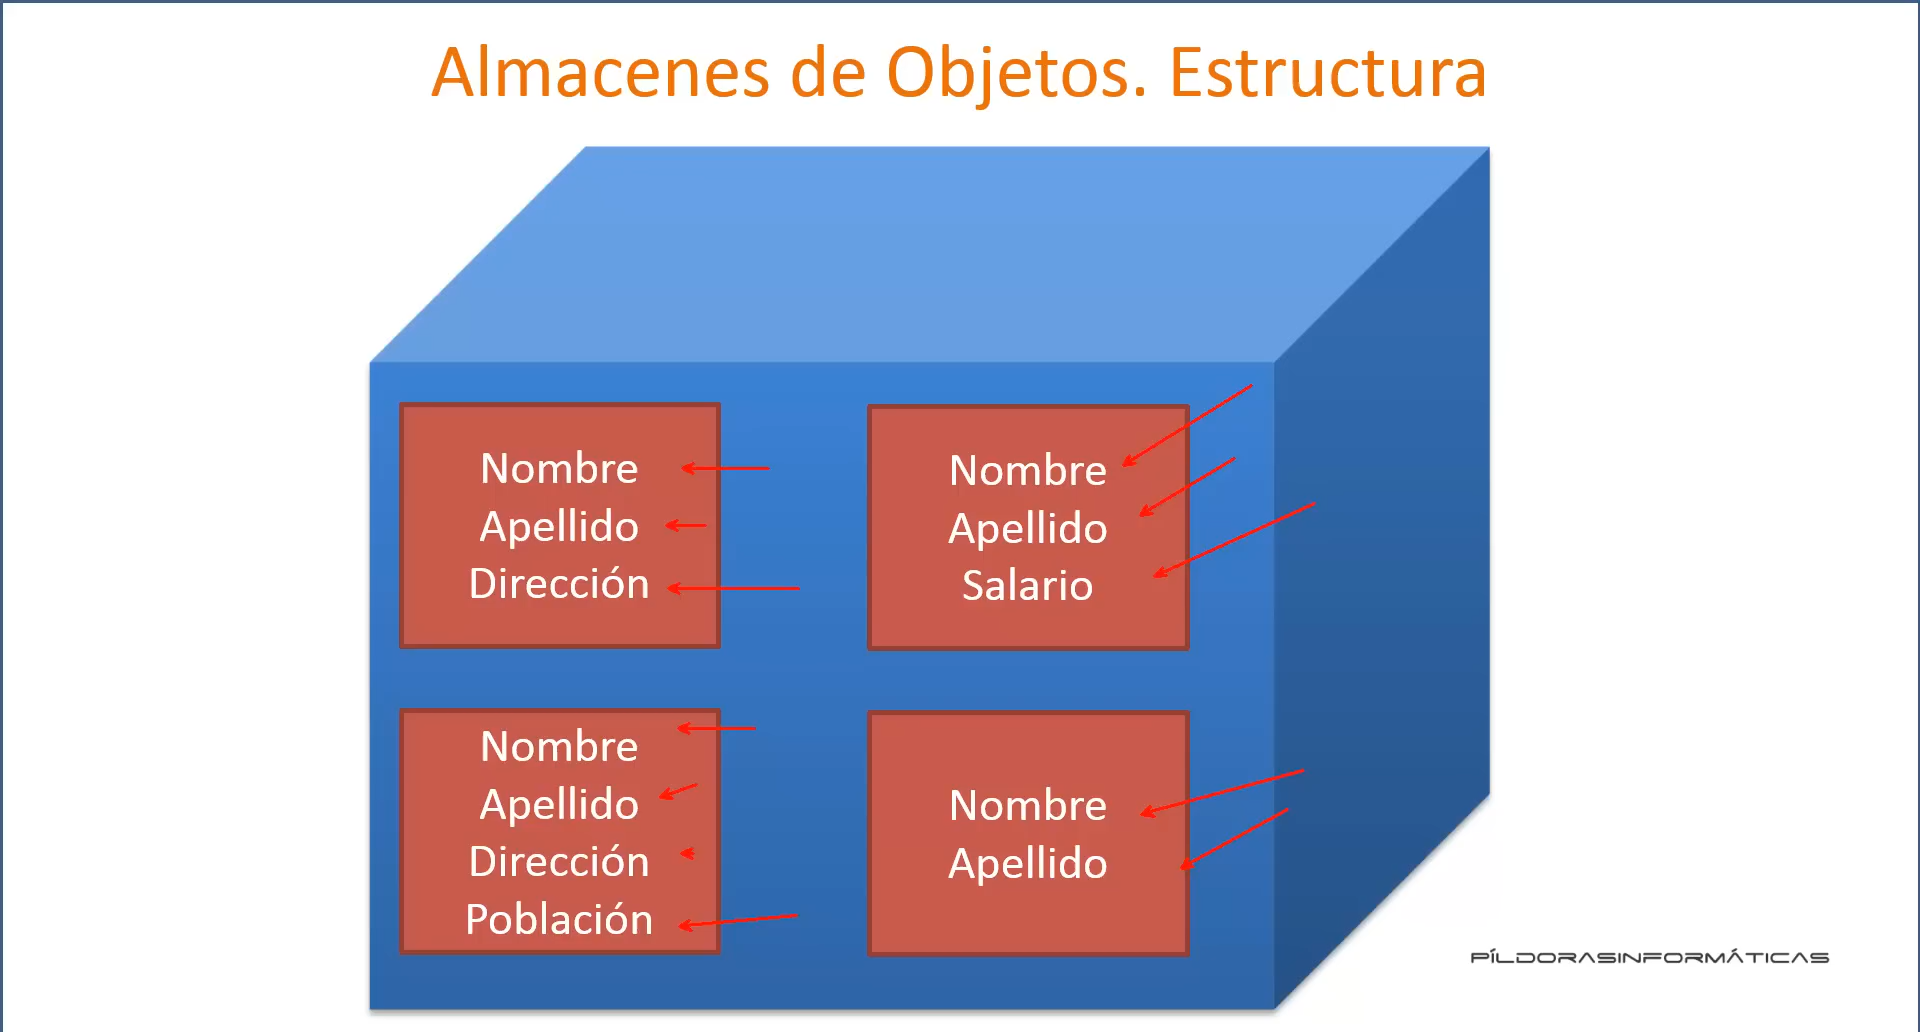 Almacenes de Objetos. Estructura
Nombre
Apellido
Dirección
Nombre
Apellido
Salario
Nombre
Apellido
Dirección
Población
Nombre
Apellido
PÍLDORASINFORMÁTICAS